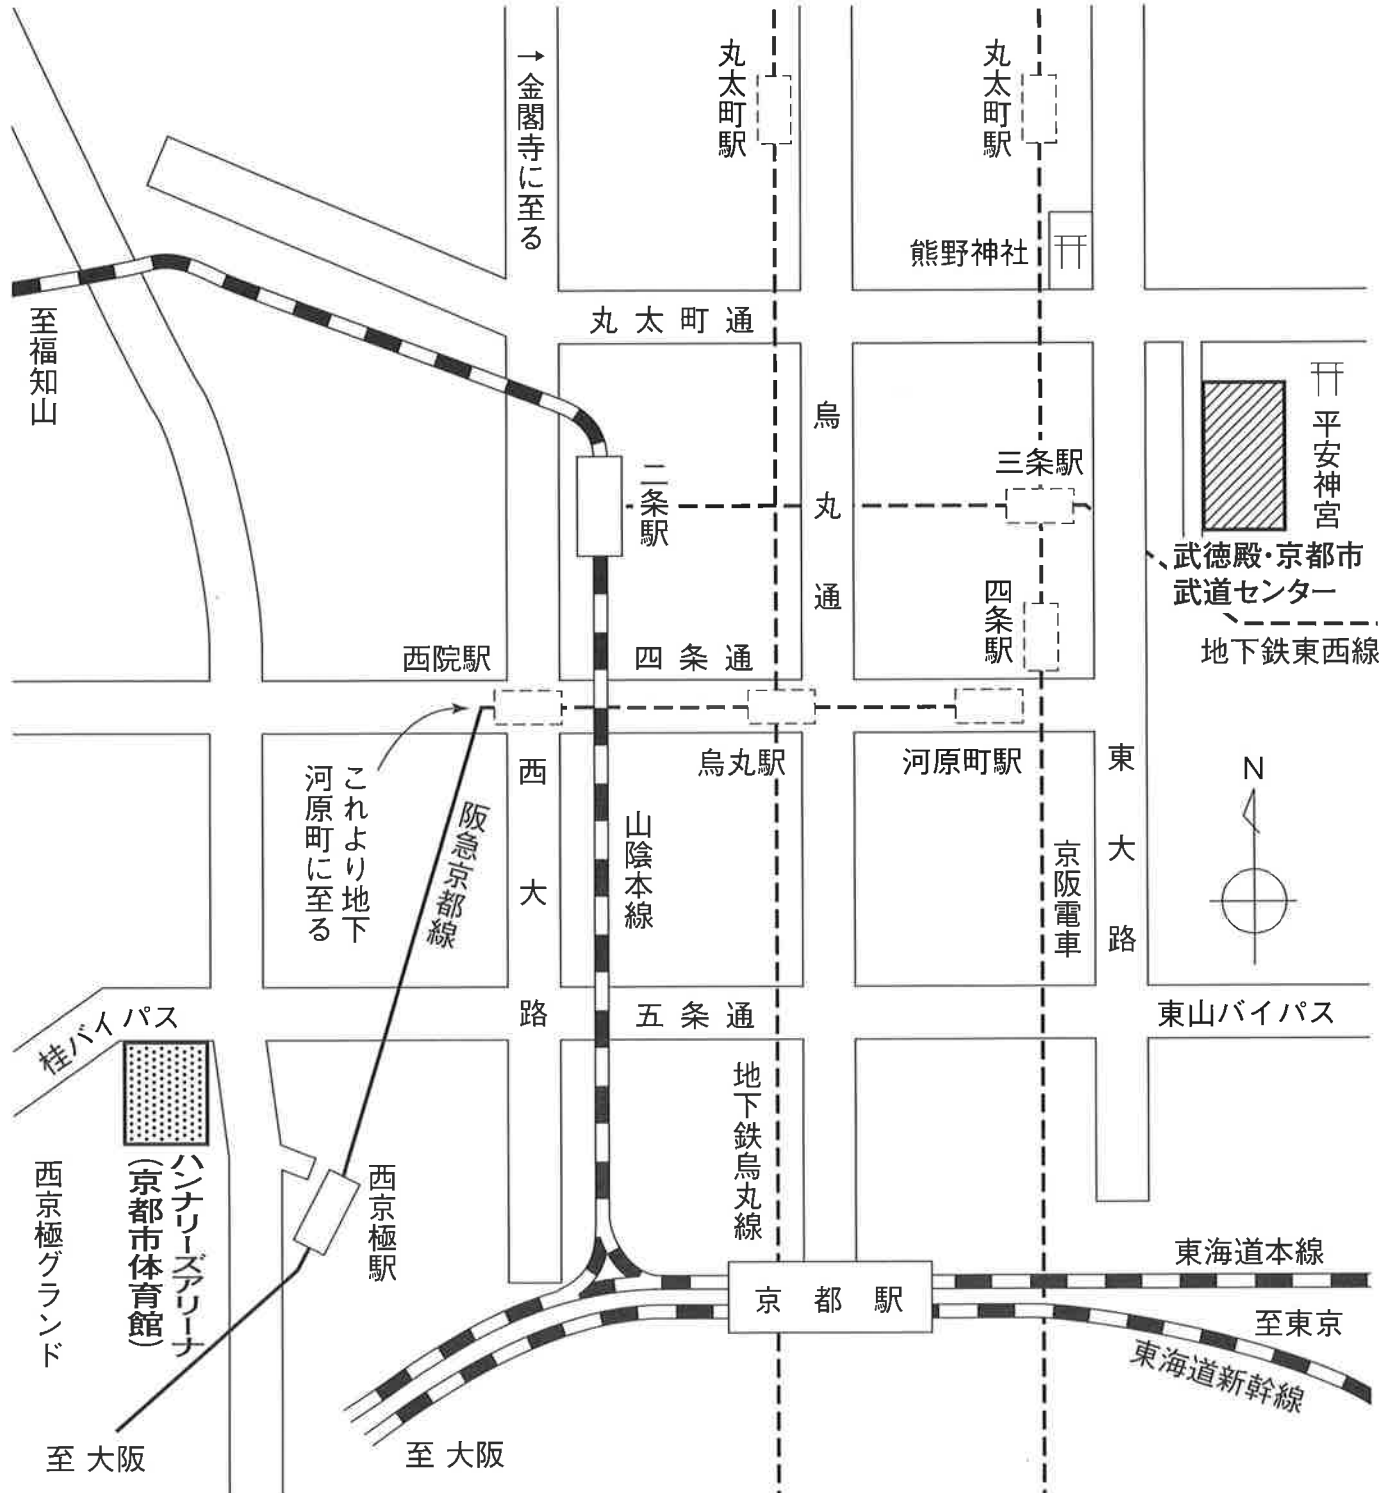 →金閣寺に至る
丸太町駅
丸太町駅
熊野神社
丸太町通
至福知山
烏丸通
平安神宮
三条駅
二条駅
武徳殿・京都市
武道センター
四条駅
地下鉄東西線
西院駅
四条通
烏丸駅
河原町駅
これより地下
河原町に至る
阪急京都線
西大路
山陰本線
京阪電車
東大路
N
桂バイパス
五条通
東山バイパス
地下鉄烏丸線
ハンナリーズアリーナ
(京都市体育館)
西京極グランド
西京極駅
東海道本線
京都駅
至東京
東海道新幹線
至 大阪
至 大阪